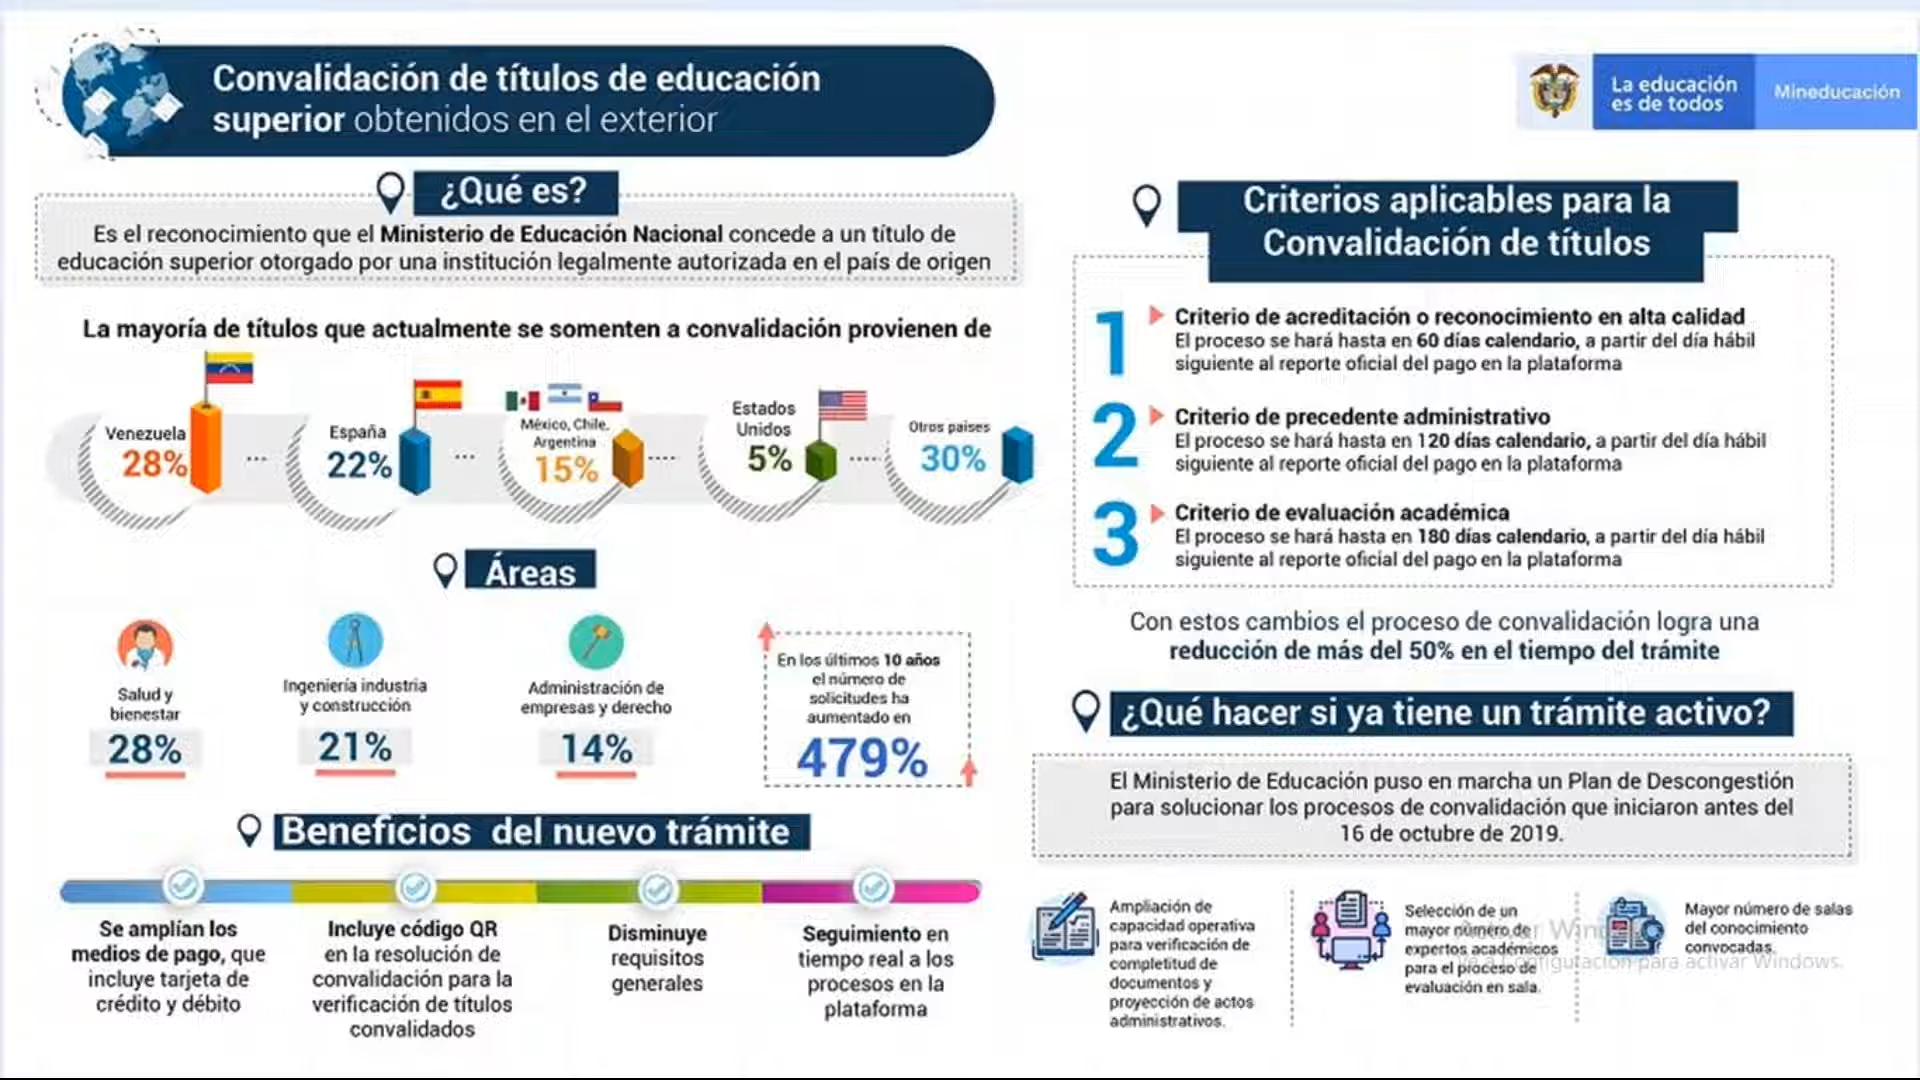 Convalidación de títulos de educación
superior obtenidos en el exterior
La educación
es de todos
Mineducación
¿Qué es?
Es el reconocimiento que el Ministerio de Educación Nacional concede a un título de
educación superior otorgado por una institución legalmente autorizada en el país de origen
La mayoría de títulos que actualmente se somenten a convalidación provienen de
Venezuela
28%
España
22%
México, Chile,
Argentina
15%
Estados
Unidos
5%
Otros paises
30%
Áreas
Salud y
bienestar
28%
Ingeniería industria
y construcción
21%
Administración de
empresas y derecho
14%
En los últimos 10 años
el número de
solicitudes ha
aumentado en
479%
Beneficios del nuevo trámite
Se amplían los
medios de pago, que
incluye tarjeta de
crédito y débito
Incluye código QR
en la resolución de
convalidación para la
verificación de títulos
convalidados
Disminuye
requisitos
generales
Seguimiento en
tiempo real a los
procesos en la
plataforma
Criterios aplicables para la
Convalidación de títulos
1
Criterio de acreditación o reconocimiento en alta calidad
El proceso se hará hasta en 60 días calendario, a partir del día hábil
siguiente al reporte oficial del pago en la plataforma
2
Criterio de precedente administrativo
El proceso se hará hasta en 120 días calendario, a partir del día hábil
siguiente al reporte oficial del pago en la plataforma
3
Criterio de evaluación académica
El proceso se hará hasta en 180 días calendario, a partir del día hábil
siguiente al reporte oficial del pago en la plataforma
Con estos cambios el proceso de convalidación logra una
reducción de más del 50% en el tiempo del trámite
¿Qué hacer si ya tiene un trámite activo?
El Ministerio de Educación puso en marcha un Plan de Descongestión
para solucionar los procesos de convalidación que iniciaron antes del
16 de octubre de 2019.
Ampliación de
capacidad operativa
para verificación de
completitud de
documentos y
proyección de actos
administrativos.
Selección de un
mayor número de
expertos académicos
para el proceso de
evaluación en sala.
Mayor número de salas
del conocimiento
convocadas.
para activar Windows.